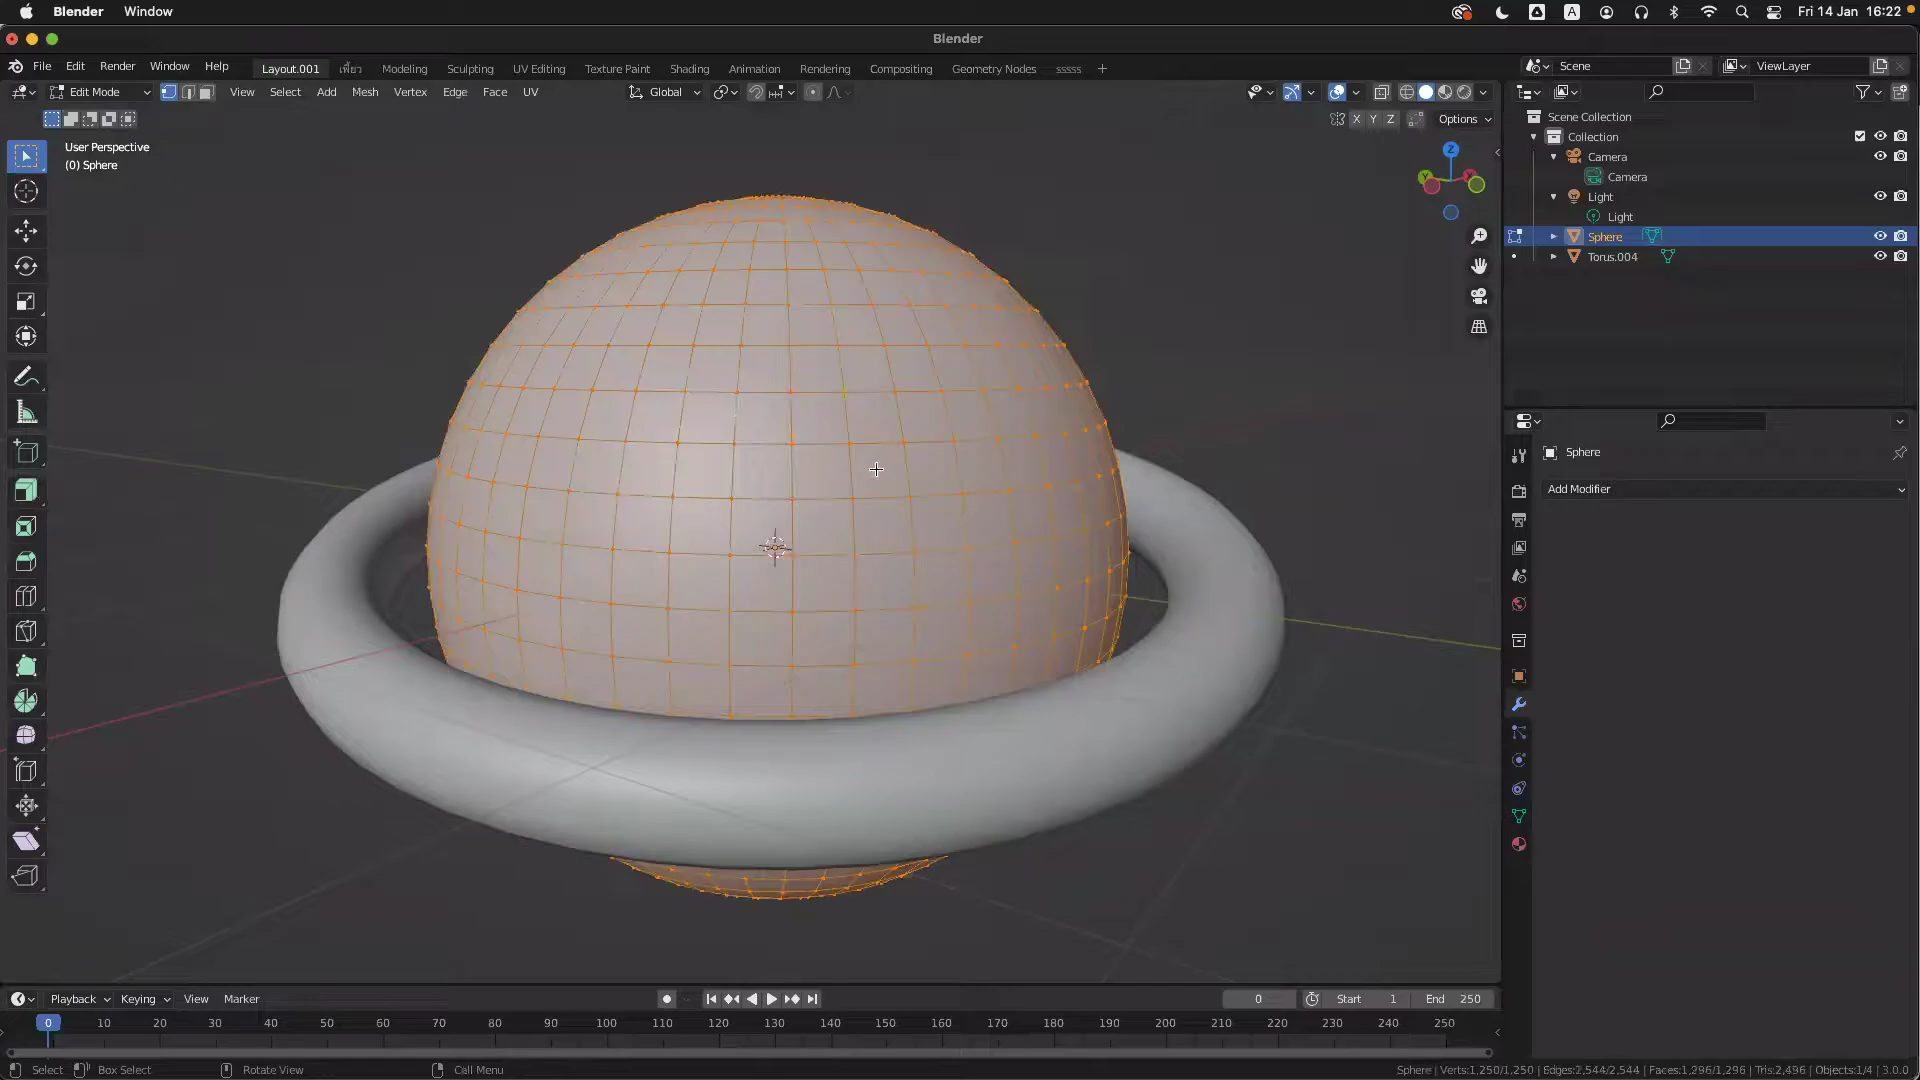 Blender Window
A
Fri 14 Jan 16:22
Blender
File Edit Render Window Help
Layout.001 เพี้ยว Modeling Sculpting UV Editing Texture Paint Shading Animation Rendering Compositing Geometry Nodes sssss +
Scene
ViewLayer
Edit Mode
View Select Add Mesh Vertex Edge Face UV
Global
X Y Z
Options
User Perspective
(0) Sphere
Z
Y
Scene Collection
Collection
Camera
Camera
Light
Light
Sphere
Torus.004
Sphere
Add Modifier
Playback Keying View Marker
0
Start 1
End 250
0 10 20 30 40 50 60 70 80 90 100 110 120 130 140 150 160 170 180 190 200 210 220 230 240 250
Select Box Select Rotate View Call Menu
Sphere | Verts:1,250/1,250 | Edges:2,544/2,544 | Faces:1,296/1,296 | Tris:2,496 | Objects:1/4 | 3.0.0